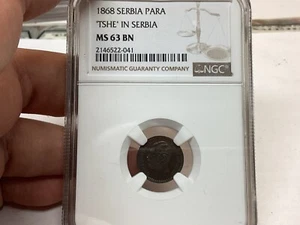 1868 SERBIA PARA
'TSHE' IN SERBIA
MS 63 BN
2146522-041
NUMISMATIC GUARANTY COMPANY
NGC